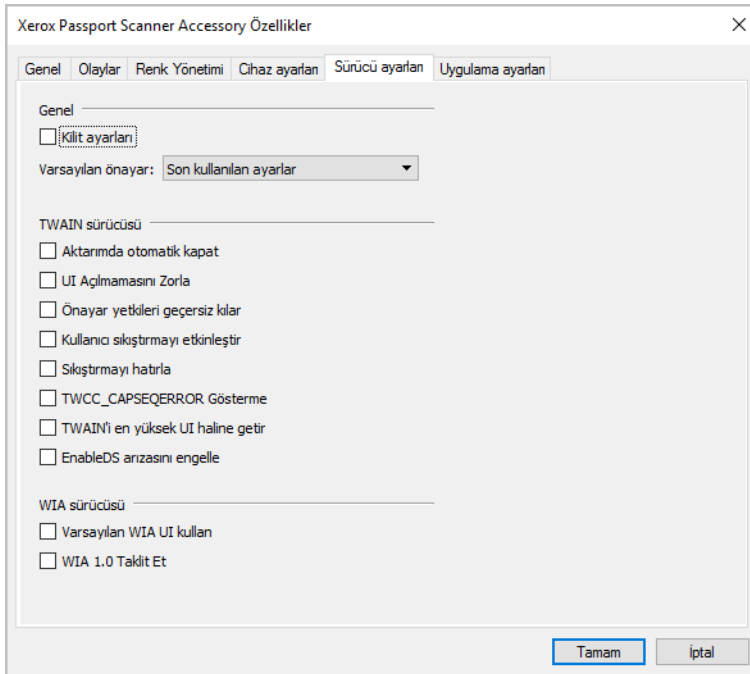 Xerox Passport Scanner Accessory Özellikler
Genel Olaylar Renk Yönetimi Cihaz ayarları Sürücü ayarları Uygulama ayarları
Genel
Kilit ayarları
Varsayılan önayar: Son kullanılan ayarlar
TWAIN sürücüsü
Aktarımda otomatik kapat
UI Açılmamasını Zorla
Önayar yetkileri geçersiz kılar
Kullanıcı sıkıştırmayı etkinleştir
Sıkıştırmayı hatırla
TWCC_CAPSEQERROR Gösterme
TWAIN'i en yüksek UI haline getir
EnableDS arızasını engelle
WIA sürücüsü
Varsayılan WIA UI kullan
WIA 1.0 Taklit Et
Tamam İptal